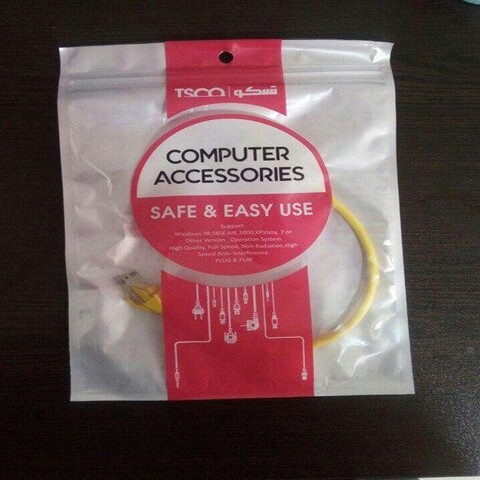 TSCO | تسکو
COMPUTER
ACCESSORIES
SAFE & EASY USE
Support:
Windows 98,98SE,ME,2000,XP,Vista, 7 or
Other Version , Operation System
High Quality, Full-Speed, Non-Radiation,High
Speed Anti-Interference.
PLUG & PLAY